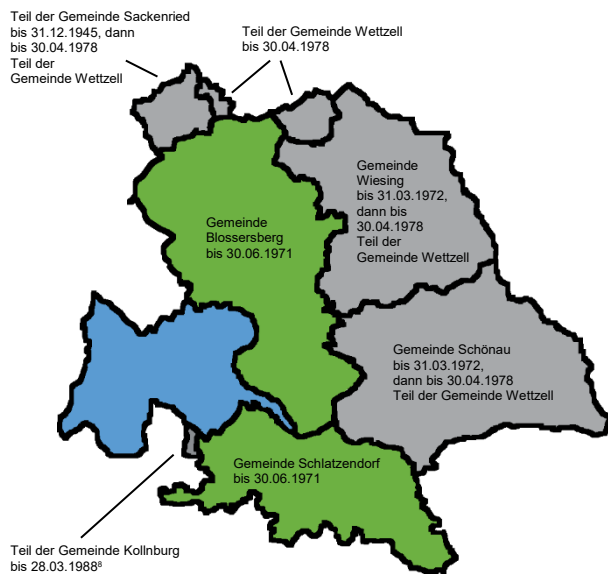 Teil der Gemeinde Sackenried
bis 31.12.1945, dann
bis 30.04.1978
Teil der
Gemeinde Wettzell
Teil der Gemeinde Wettzell
bis 30.04.1978
Gemeinde
Wiesing
bis 31.03.1972,
dann bis
30.04.1978
Teil der
Gemeinde Wettzell
Gemeinde
Blossersberg
bis 30.06.1971
Gemeinde Schönau
bis 31.03.1972,
dann bis 30.04.1978
Teil der Gemeinde Wettzell
Gemeinde Schlatzendorf
bis 30.06.1971
Teil der Gemeinde Kollnburg
bis 28.03.1988⁸